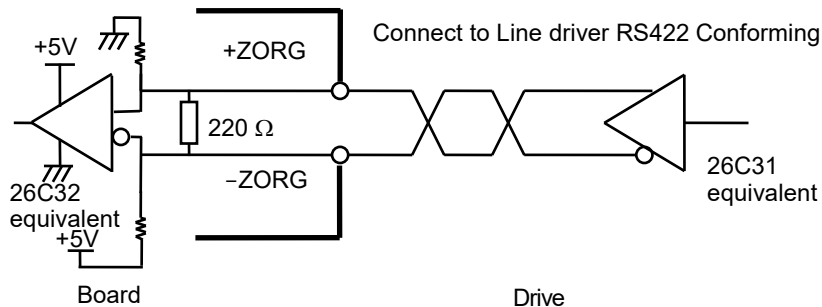 Connect to Line driver RS422 Conforming
+5V
+ZORG
220 Ω
−ZORG
26C32
equivalent
26C31
equivalent
+5V
Board
Drive